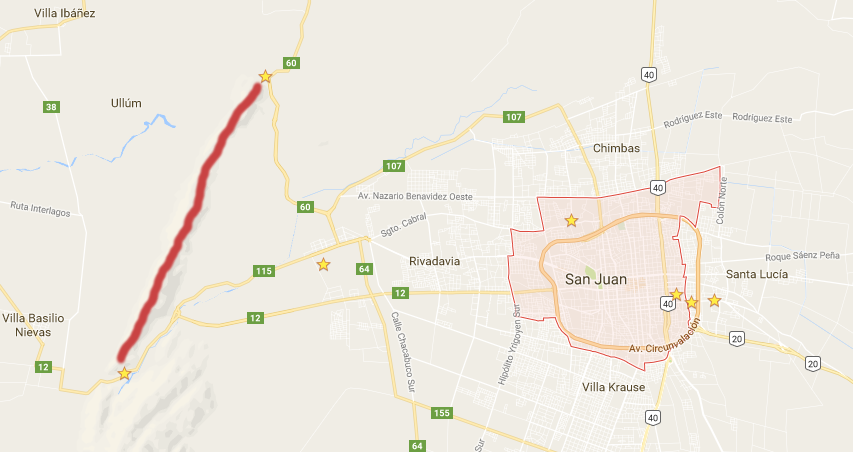 Villa Ibáñez
60
40
38
Ullúm
107
Rodríguez Este
Rodríguez Este
Chimbas
107
40
Colón Norte
Av. Nazario Benavidez Oeste
Ruta Interlagos
60
Sgto. Cabral
Roque Sáenz Peña
115
64
Rivadavia
Santa Lucía
San Juan
12
40
Villa Basilio
Nievas
12
Calle Chacabuco Sur
Hipólito Yrigoyen Sur
Av. Circunvalación
20
12
20
Villa Krause
155
40
64
Sur